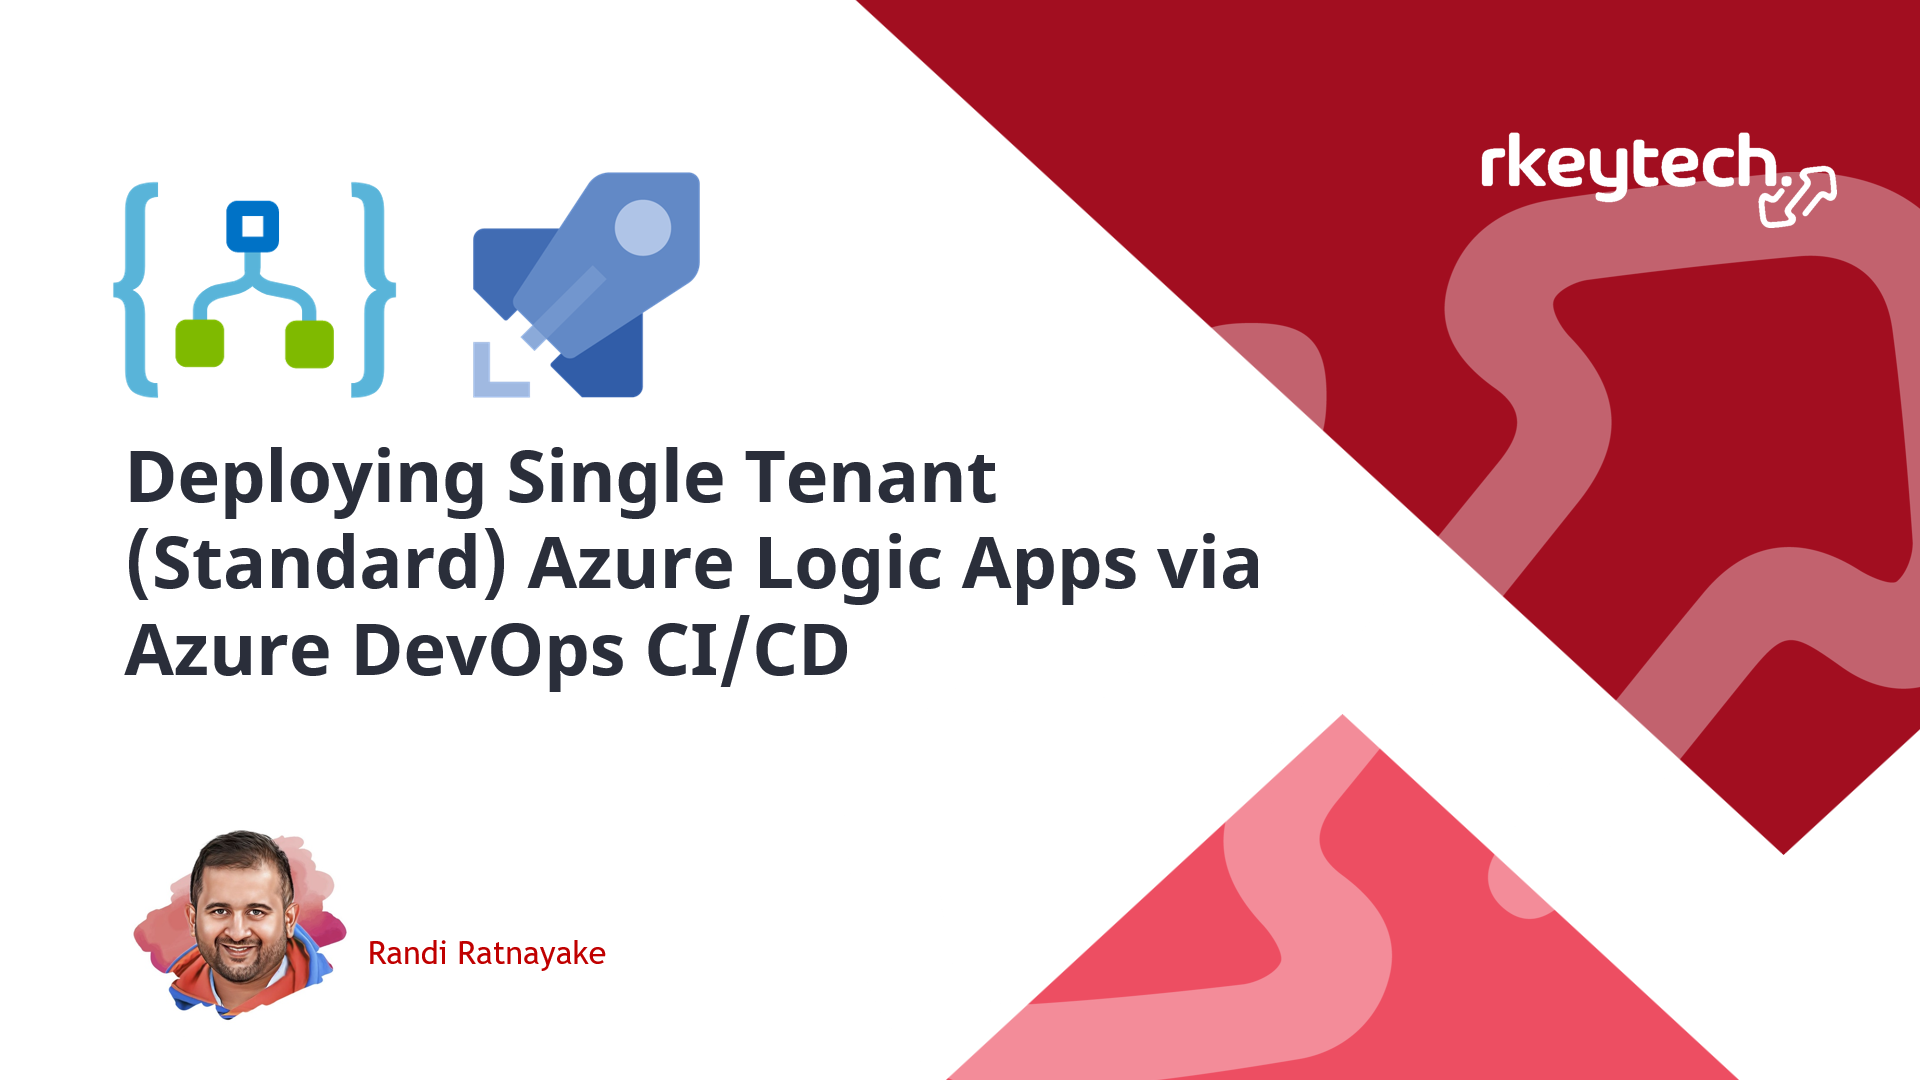 rkeytech.
Deploying Single Tenant
(Standard) Azure Logic Apps via
Azure DevOps CI/CD
Randi Ratnayake